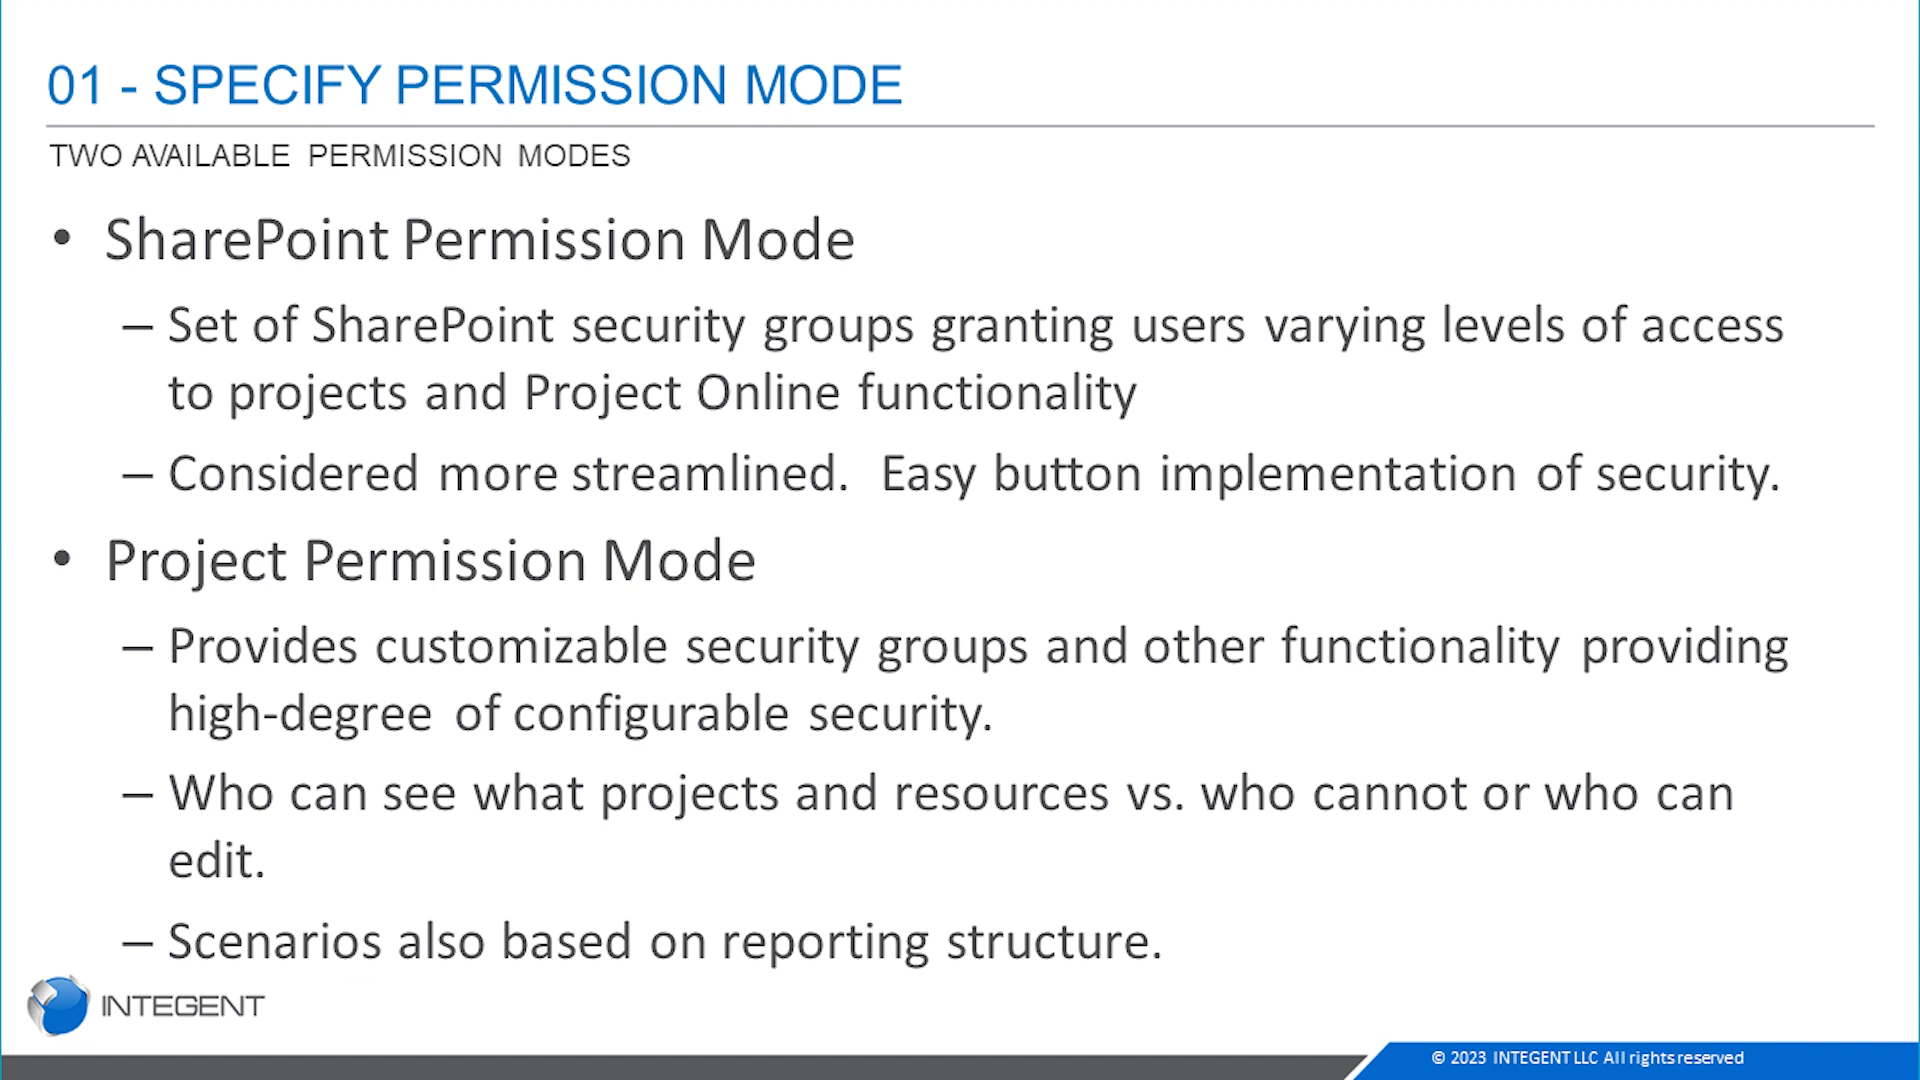 01 - SPECIFY PERMISSION MODE
TWO AVAILABLE PERMISSION MODES
• SharePoint Permission Mode
– Set of SharePoint security groups granting users varying levels of access
to projects and Project Online functionality
– Considered more streamlined.  Easy button implementation of security.
• Project Permission Mode
– Provides customizable security groups and other functionality providing
high-degree of configurable security.
– Who can see what projects and resources vs. who cannot or who can
edit.
– Scenarios also based on reporting structure.
INTEGENT
© 2023 INTEGENT LLC All rights reserved